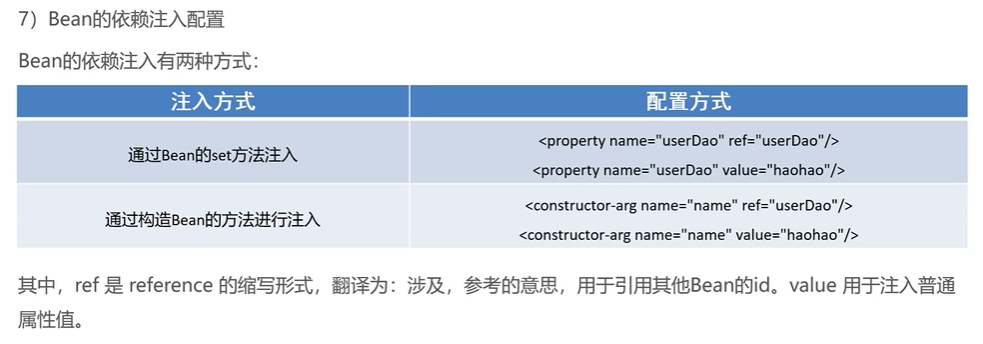 7）Bean的依赖注入配置
Bean的依赖注入有两种方式：
注入方式 配置方式
通过Bean的set方法注入
<property name="userDao" ref="userDao"/>
<property name="userDao" value="haohao"/>
通过构造Bean的方法进行注入
<constructor-arg name="name" ref="userDao"/>
<constructor-arg name="name" value="haohao"/>
其中，ref 是 reference 的缩写形式，翻译为：涉及，参考的意思，用于引用其他Bean的id。value 用于注入普通
属性值。